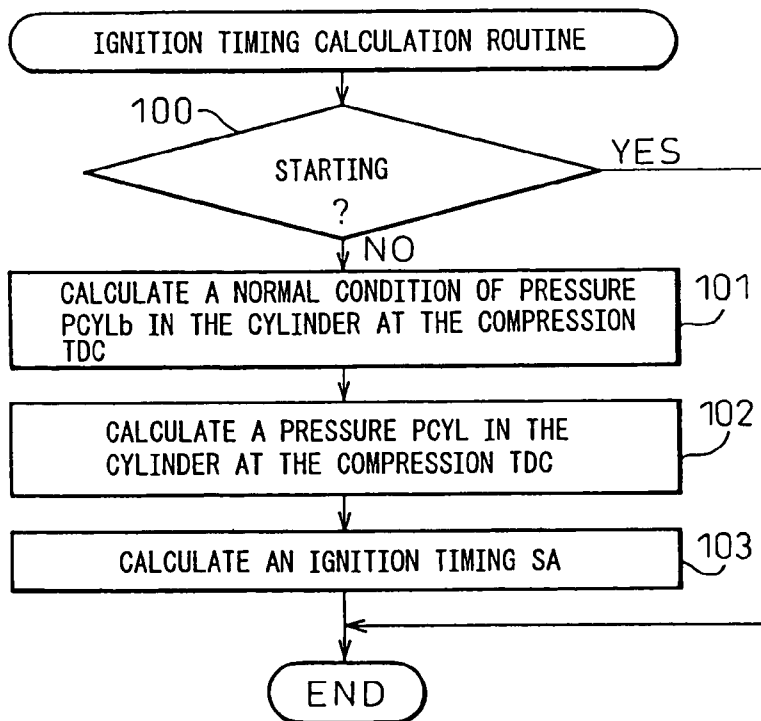 IGNITION TIMING CALCULATION ROUTINE
100
STARTING
?
YES
NO
CALCULATE A NORMAL CONDITION OF PRESSURE
PCYLb IN THE CYLINDER AT THE COMPRESSION
TDC
101
CALCULATE A PRESSURE PCYL IN THE
CYLINDER AT THE COMPRESSION TDC
102
CALCULATE AN IGNITION TIMING SA
103
END